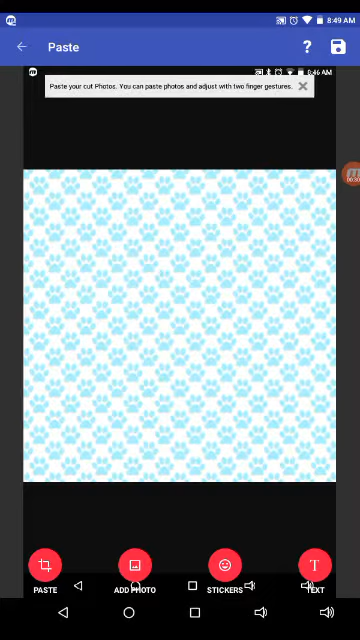 8:49 AM
Paste
?
8:46 AM
Paste your cut Photos. You can paste photos and adjust with two finger gestures.
PASTE
ADD PHOTO
STICKERS
T
TEXT